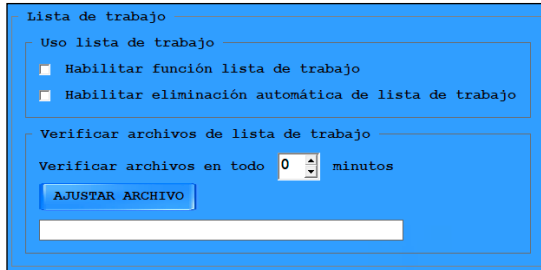 Lista de trabajo
Uso lista de trabajo
Habilitar función lista de trabajo
Habilitar eliminación automática de lista de trabajo
Verificar archivos de lista de trabajo
Verificar archivos en todo 0 minutos
AJUSTAR ARCHIVO